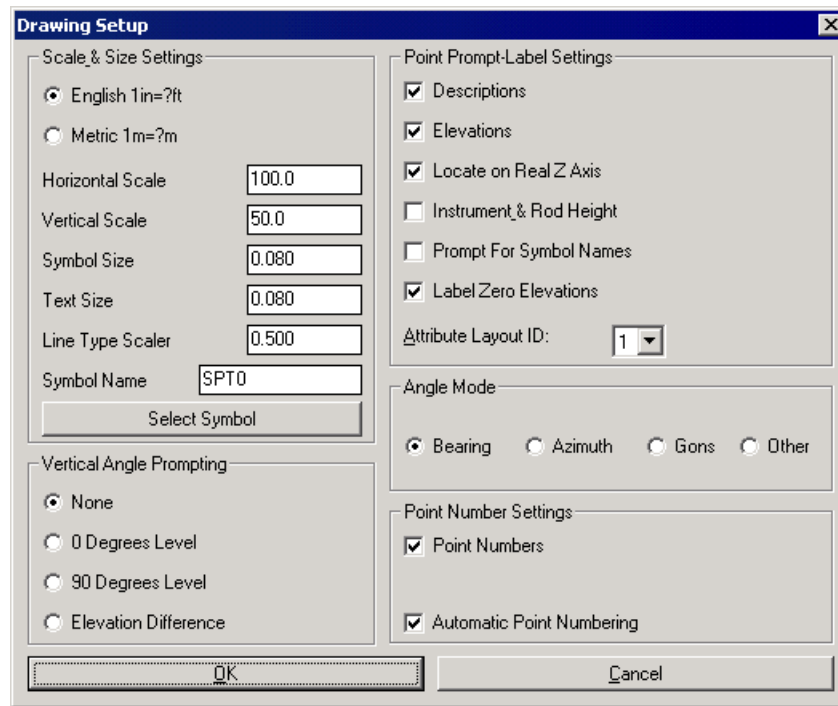 Drawing Setup
Scale & Size Settings
English 1in=?ft
Metric 1m=?m
Horizontal Scale 100.0
Vertical Scale 50.0
Symbol Size 0.080
Text Size 0.080
Line Type Scaler 0.500
Symbol Name SPT0
Select Symbol
Vertical Angle Prompting
None
0 Degrees Level
90 Degrees Level
Elevation Difference
Point Prompt-Label Settings
Descriptions
Elevations
Locate on Real Z Axis
Instrument & Rod Height
Prompt For Symbol Names
Label Zero Elevations
Attribute Layout ID: 1
Angle Mode
Bearing Azimuth Gons Other
Point Number Settings
Point Numbers
Automatic Point Numbering
OK Cancel